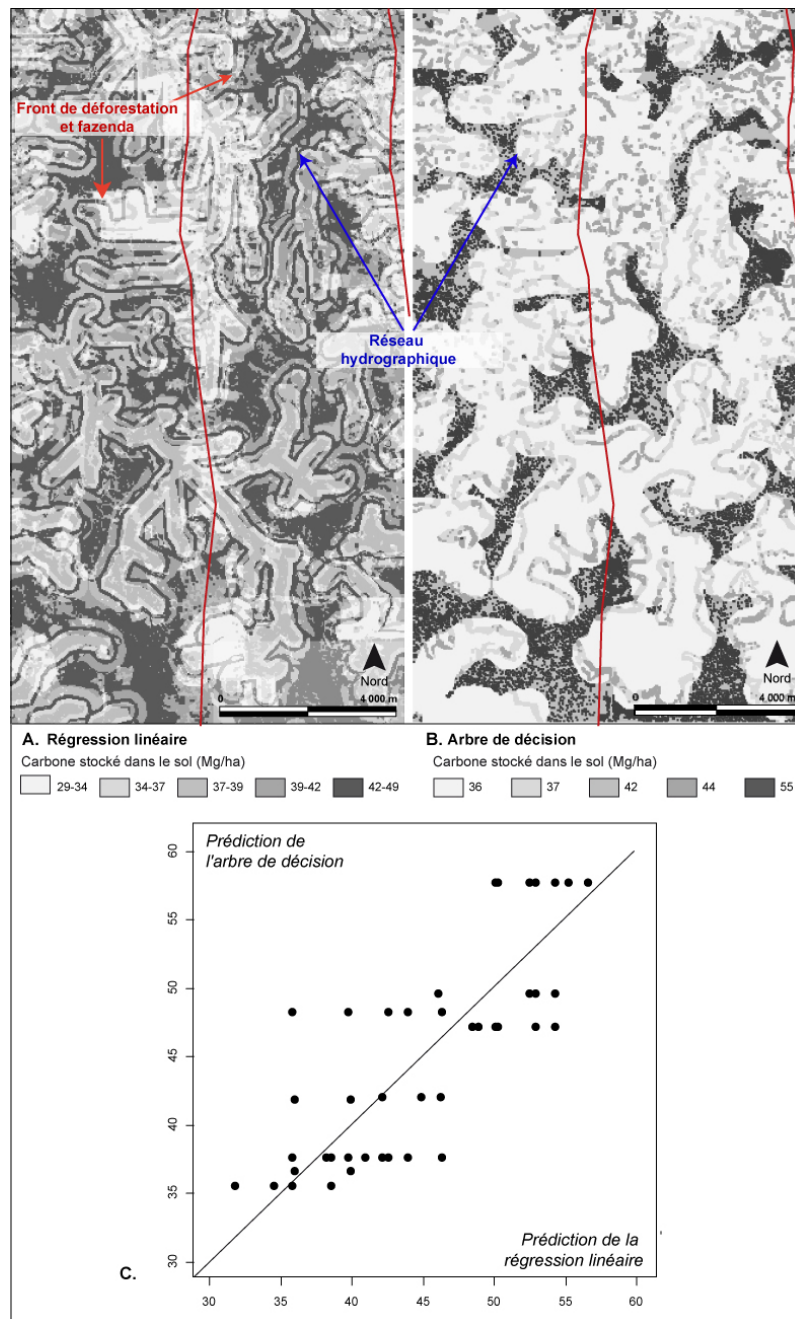 Front de déforestation
et fazenda
Réseau
hydrographique
Nord
0
4 000 m
Nord
0
4 000 m
A. Régression linéaire
Carbone stocké dans le sol (Mg/ha)
29-34 34-37 37-39 39-42 42-49
B. Arbre de décision
Carbone stocké dans le sol (Mg/ha)
36 37 42 44 55
Prédiction de
l'arbre de décision
60
55
50
45
40
35
30
Prédiction de la
régression linéaire
C.
30 35 40 45 50 55 60